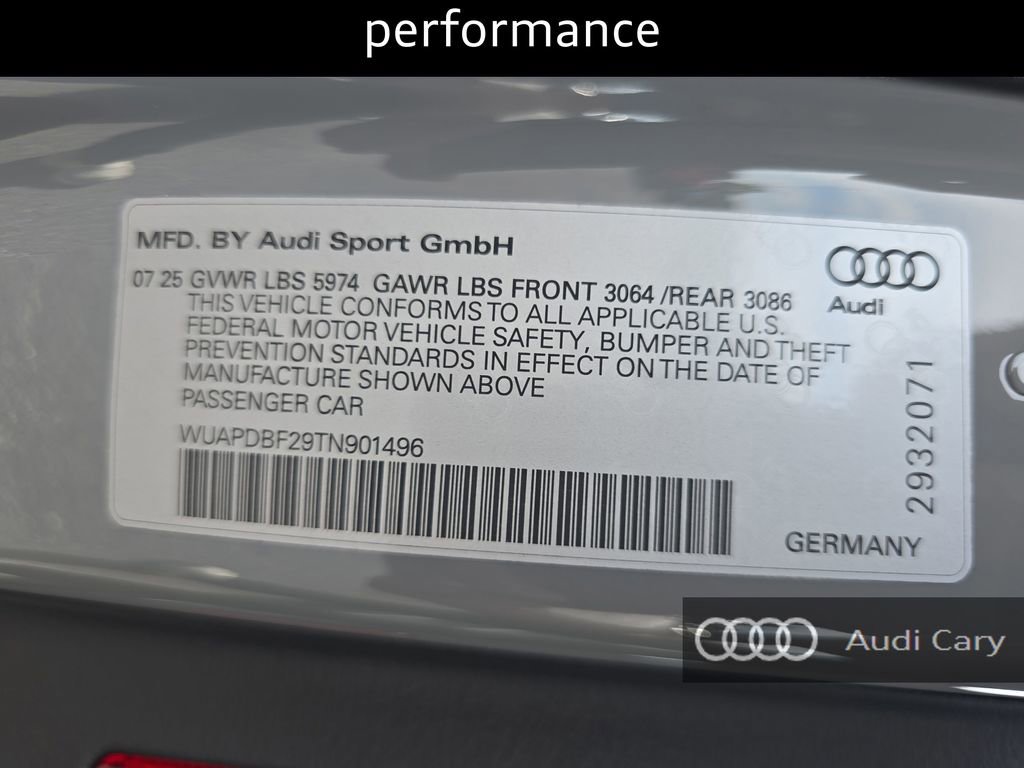 performance
MFD. BY Audi Sport GmbH
07 25 GVWR LBS 5974 GAWR LBS FRONT 3064 /REAR 3086
THIS VEHICLE CONFORMS TO ALL APPLICABLE U.S.
FEDERAL MOTOR VEHICLE SAFETY, BUMPER AND THEFT
PREVENTION STANDARDS IN EFFECT ON THE DATE OF
MANUFACTURE SHOWN ABOVE
PASSENGER CAR
WUAPDBF29TN901496
Audi
2932071
GERMANY
Audi Cary